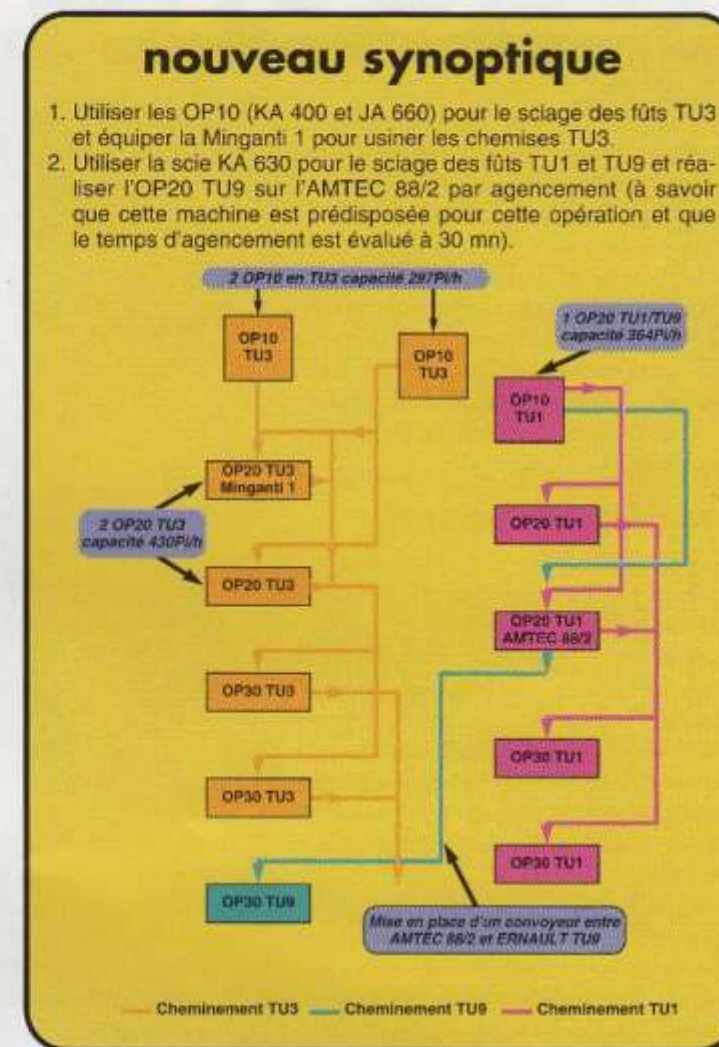 nouveau synoptique
1. Utiliser les OP10 (KA 400 et JA 660) pour le sciage des fûts TU3
et équiper la Minganti 1 pour usiner les chemises TU3.
2. Utiliser la scie KA 630 pour le sciage des fûts TU1 et TU9 et réa-
liser l'OP20 TU9 sur l'AMTEC 88/2 par agencement (à savoir
que cette machine est prédisposée pour cette opération et que
le temps d'agencement est évalué à 30 mn).
2 OP10 en TU3 capacité 297Pi/h
1 OP20 TU1/TU9
capacité 364Pi/h
OP10
TU3
OP10
TU3
OP10
TU1
OP20 TU3
Minganti 1
2 OP20 TU3
capacité 430Pi/h
OP20 TU1
OP20 TU3
OP20 TU1
AMTEC 88/2
OP30 TU3
OP30 TU1
OP30 TU3
OP30 TU1
OP30 TU9
Mise en place d'un convoyeur entre
AMTEC 88/2 et ERNAULT TU9
Cheminement TU3 Cheminement TU9 Cheminement TU1